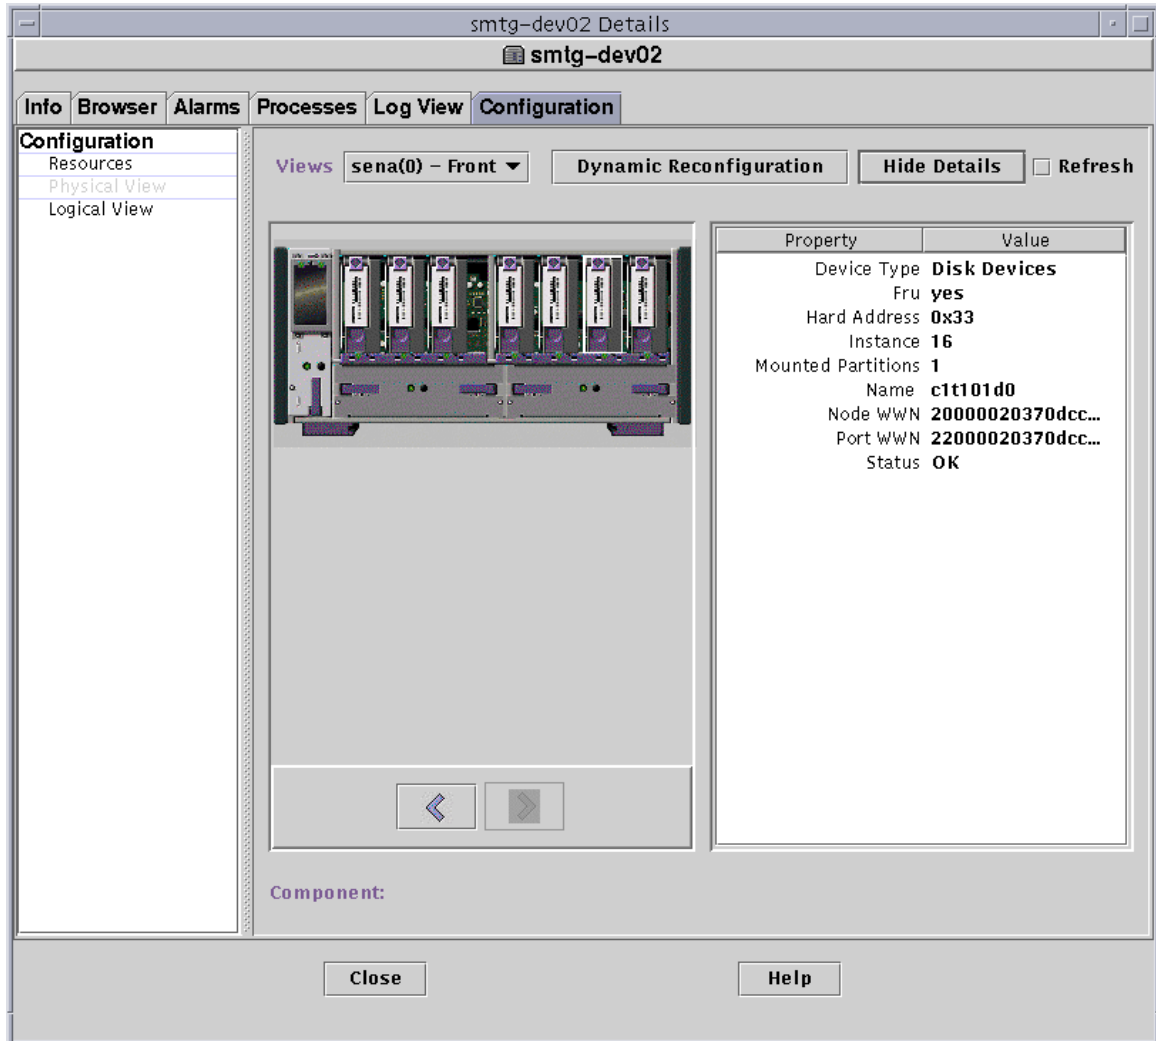 smtg-dev02 Details
smtg-dev02
Info Browser Alarms Processes Log View Configuration
Configuration
Resources
Physical View
Logical View
Views sena(0) - Front Dynamic Reconfiguration Hide Details Refresh
Property Value
Device Type Disk Devices
Fru yes
Hard Address 0x33
Instance 16
Mounted Partitions 1
Name c1t101d0
Node WWN 20000020370dcc...
Port WWN 22000020370dcc...
Status OK
Component:
Close Help